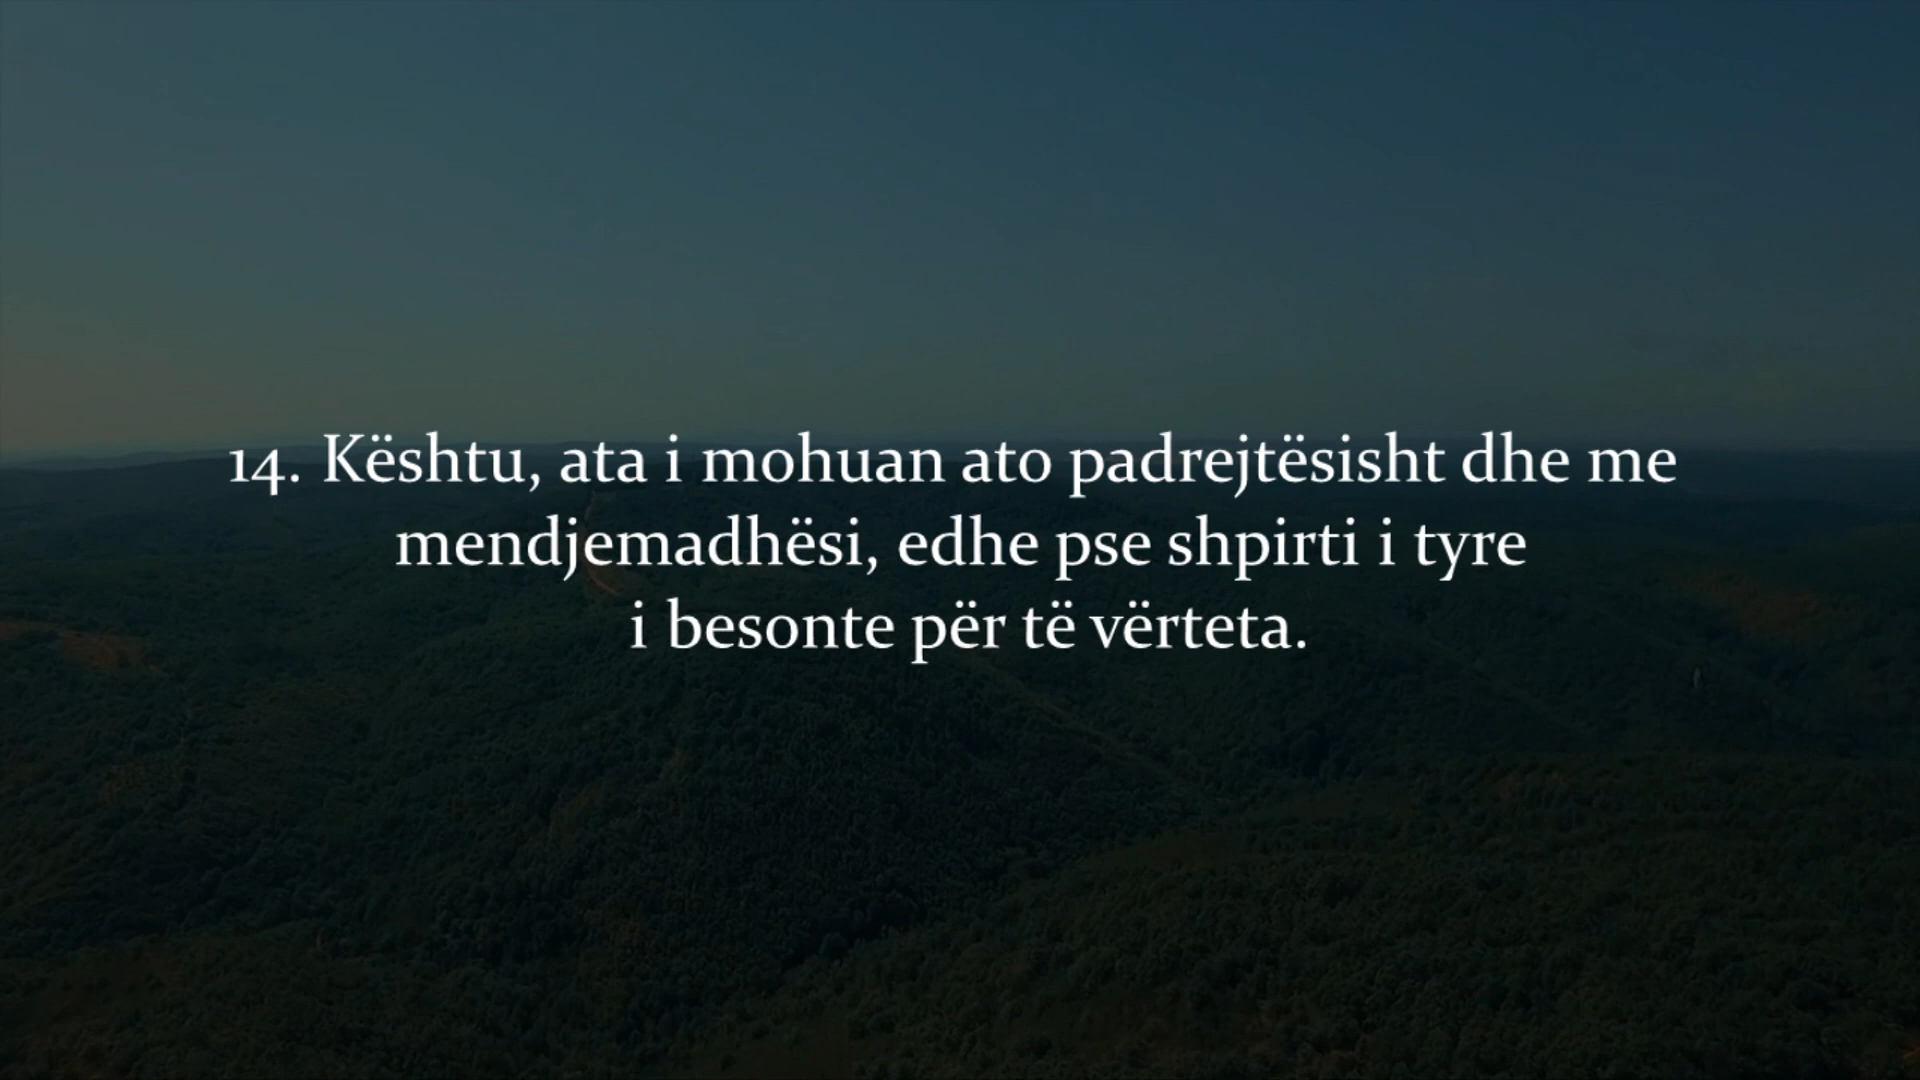 14. Kështu, ata i mohuan ato padrejtësisht dhe me
mendjemadhësi, edhe pse shpirti i tyre
i besonte për të vërteta.